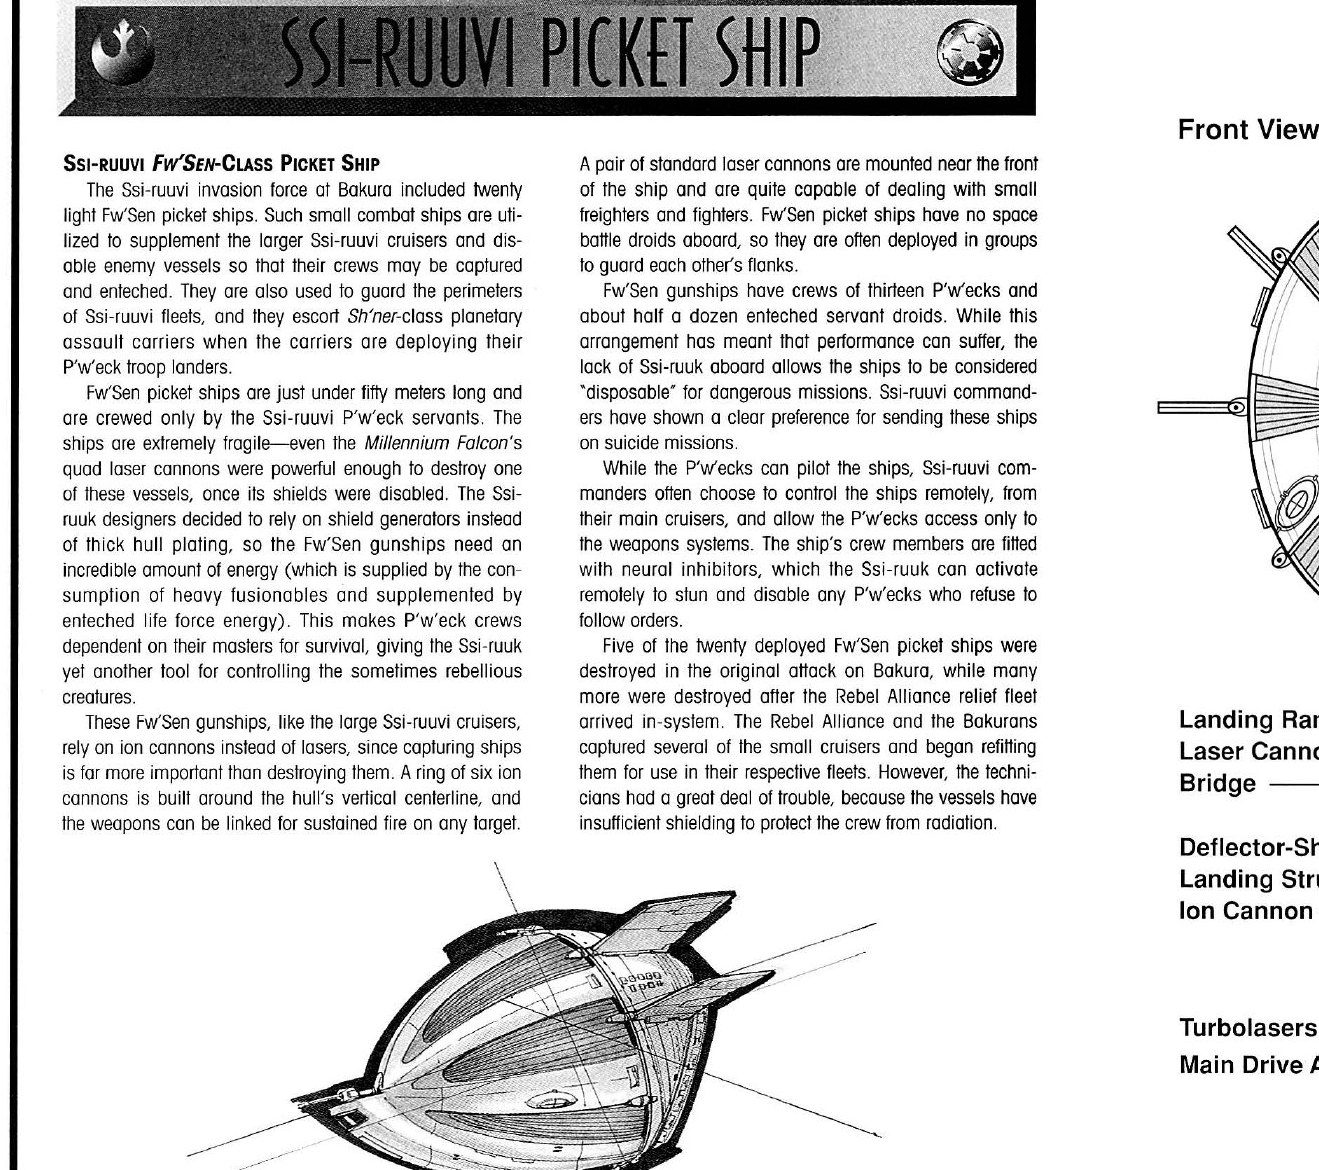 SSI-RUUVI PICKET SHIP
SSI-RUUVI FW'SEN-CLASS PICKET SHIP
The Ssi-ruuvi invasion force at Bakura included twenty
light Fw'Sen picket ships. Such small combat ships are uti-
lized to supplement the larger Ssi-ruuvi cruisers and dis-
able enemy vessels so that their crews may be captured
and enteched. They are also used to guard the perimeters
of Ssi-ruuvi fleets, and they escort Sh'ner-class planetary
assault carriers when the carriers are deploying their
P'w'eck troop landers.
Fw'Sen picket ships are just under fifty meters long and
are crewed only by the Ssi-ruuvi P'w'eck servants. The
ships are extremely fragile—even the Millennium Falcon's
quad laser cannons were powerful enough to destroy one
of these vessels, once its shields were disabled. The Ssi-
ruuk designers decided to rely on shield generators instead
of thick hull plating, so the Fw'Sen gunships need an
incredible amount of energy (which is supplied by the con-
sumption of heavy fusionables and supplemented by
enteched life force energy). This makes P'w'eck crews
dependent on their masters for survival, giving the Ssi-ruuk
yet another tool for controlling the sometimes rebellious
creatures.
These Fw'Sen gunships, like the large Ssi-ruuvi cruisers,
rely on ion cannons instead of lasers, since capturing ships
is far more important than destroying them. A ring of six ion
cannons is built around the hull's vertical centerline, and
the weapons can be linked for sustained fire on any target.
A pair of standard laser cannons are mounted near the front
of the ship and are quite capable of dealing with small
freighters and fighters. Fw'Sen picket ships have no space
battle droids aboard, so they are often deployed in groups
to guard each other's flanks.
Fw'Sen gunships have crews of thirteen P'w'ecks and
about half a dozen enteched servant droids. While this
arrangement has meant that performance can suffer, the
lack of Ssi-ruuk aboard allows the ships to be considered
"disposable" for dangerous missions. Ssi-ruuvi command-
ers have shown a clear preference for sending these ships
on suicide missions.
While the P'w'ecks can pilot the ships, Ssi-ruuvi com-
manders often choose to control the ships remotely, from
their main cruisers, and allow the P'w'ecks access only to
the weapons systems. The ship's crew members are fitted
with neural inhibitors, which the Ssi-ruuk can activate
remotely to stun and disable any P'w'ecks who refuse to
follow orders.
Five of the twenty deployed Fw'Sen picket ships were
destroyed in the original attack on Bakura, while many
more were destroyed after the Rebel Alliance relief fleet
arrived in-system. The Rebel Alliance and the Bakurans
captured several of the small cruisers and began refitting
them for use in their respective fleets. However, the techni-
cians had a great deal of trouble, because the vessels have
insufficient shielding to protect the crew from radiation.
Front View
Landing Ra
Laser Canno
Bridge
Deflector-Sh
Landing Stru
Ion Cannon
Turbolasers
Main Drive A